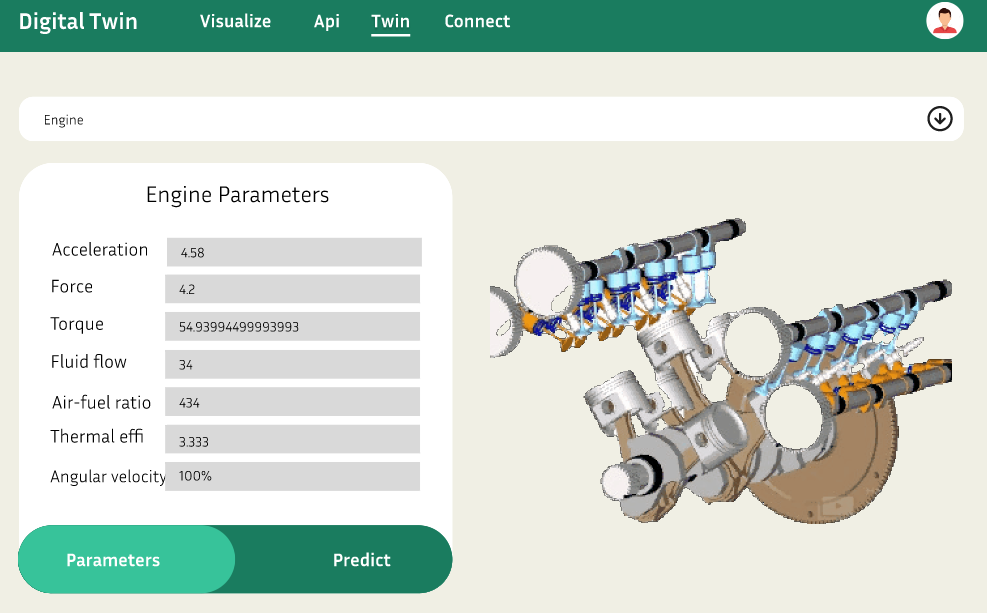 Digital Twin Visualize Api Twin Connect
Engine
Engine Parameters
Acceleration 4.58
Force 4.2
Torque 54.93994499993993
Fluid flow 34
Air-fuel ratio 434
Thermal effi 3.333
Angular velocity 100%
Parameters Predict